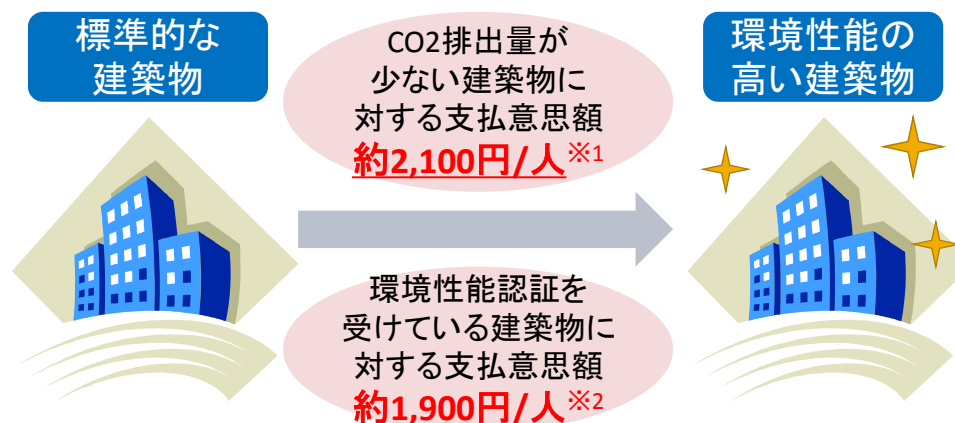 標準的な
建築物
CO2排出量が
少ない建築物に
対する支払意思額
約2,100円/人※1
環境性能の
高い建築物
環境性能認証を
受けている建築物に
対する支払意思額
約1,900円/人※2